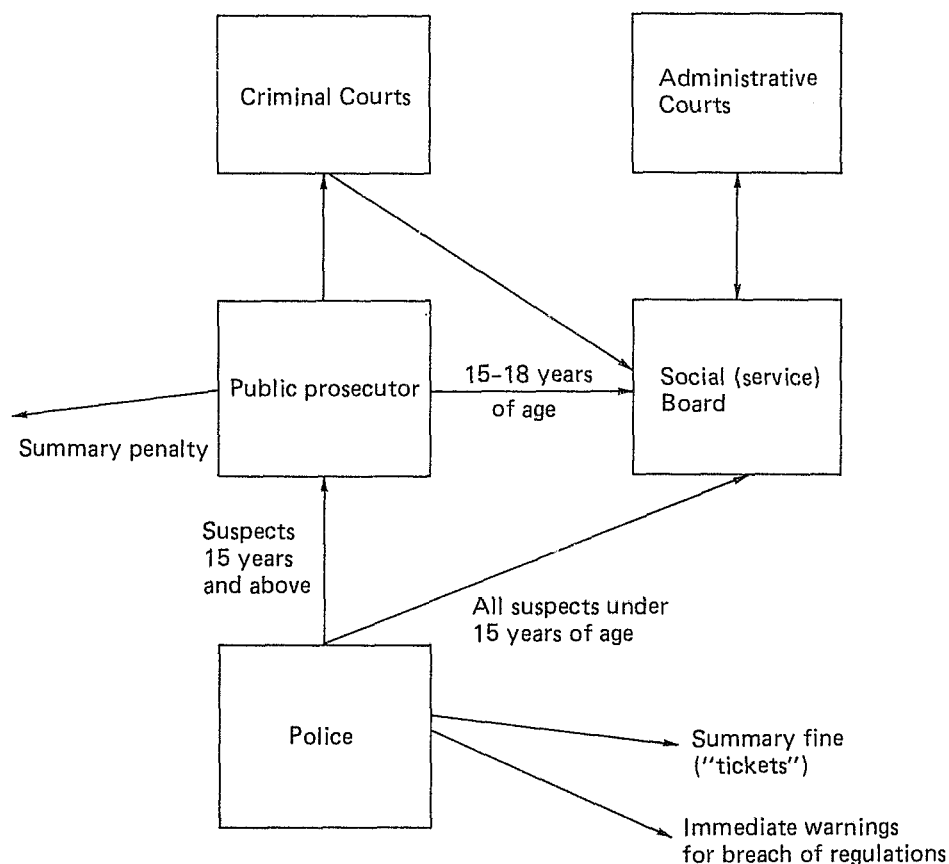 Criminal Courts
Administrative
Courts
Public prosecutor
15–18 years
of age
Social (service)
Board
Summary penalty
Suspects
15 years
and above
All suspects under
15 years of age
Police
Summary fine
("tickets")
Immediate warnings
for breach of regulations